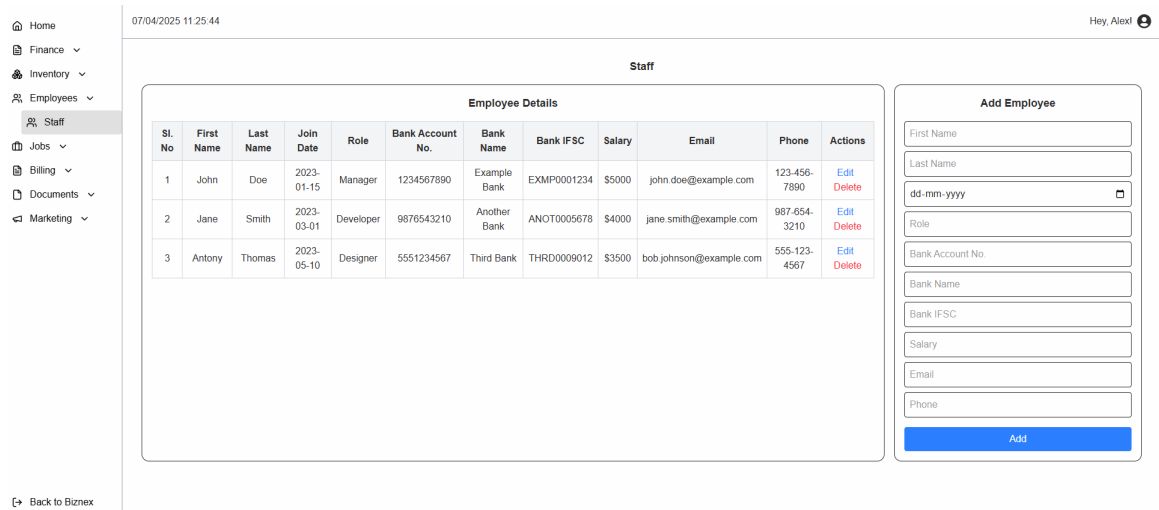 07/04/2025 11:25:44
Hey, Alex!
Home
Finance
Inventory
Employees
Staff
Jobs
Billing
Documents
Marketing
Back to Biznex
Staff
Employee Details
Sl. No First Name Last Name Join Date Role Bank Account No. Bank Name Bank IFSC Salary Email Phone Actions
1 John Doe 2023-01-15 Manager 1234567890 Example Bank EXMP0001234 $5000 john.doe@example.com 123-456-7890 Edit Delete
2 Jane Smith 2023-03-01 Developer 9876543210 Another Bank ANOT0005678 $4000 jane.smith@example.com 987-654-3210 Edit Delete
3 Antony Thomas 2023-05-10 Designer 5551234567 Third Bank THRD0009012 $3500 bob.johnson@example.com 555-123-4567 Edit Delete
Add Employee
First Name
Last Name
dd-mm-yyyy
Role
Bank Account No.
Bank Name
Bank IFSC
Salary
Email
Phone
Add